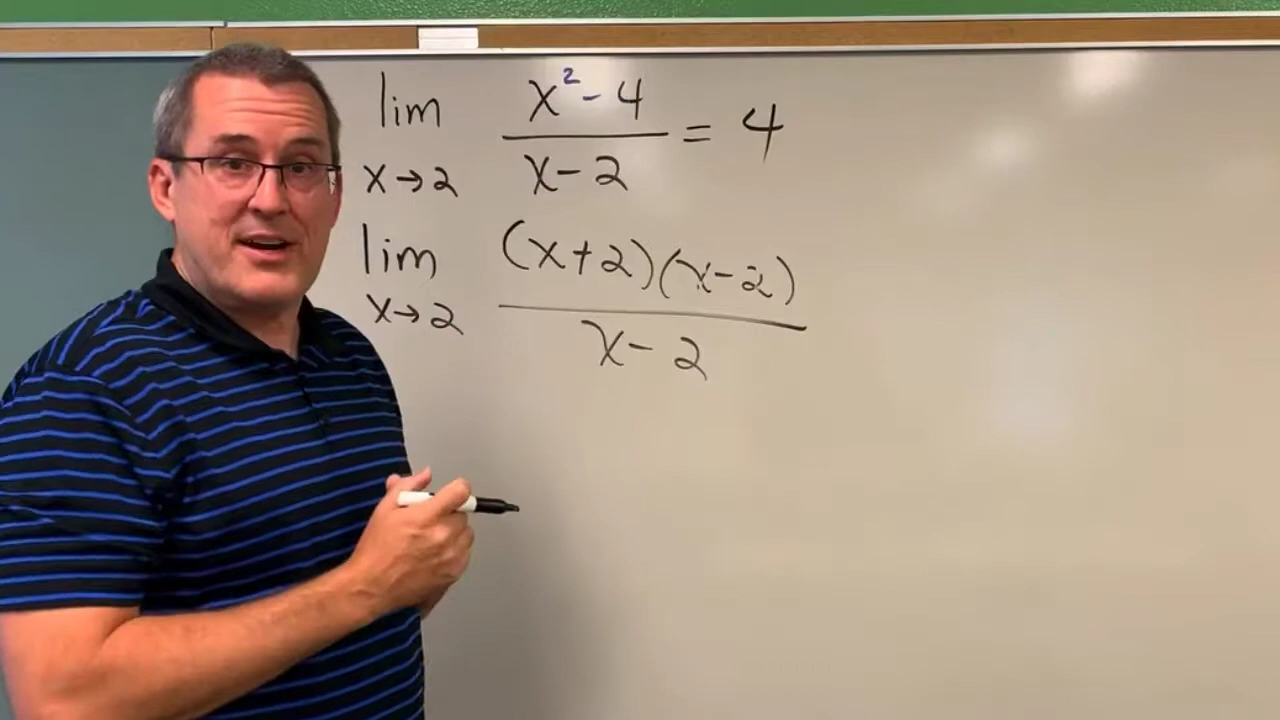 lim x→2 x²-4 / x-2 = 4
lim x→2 (x+2)(x-2) / x-2